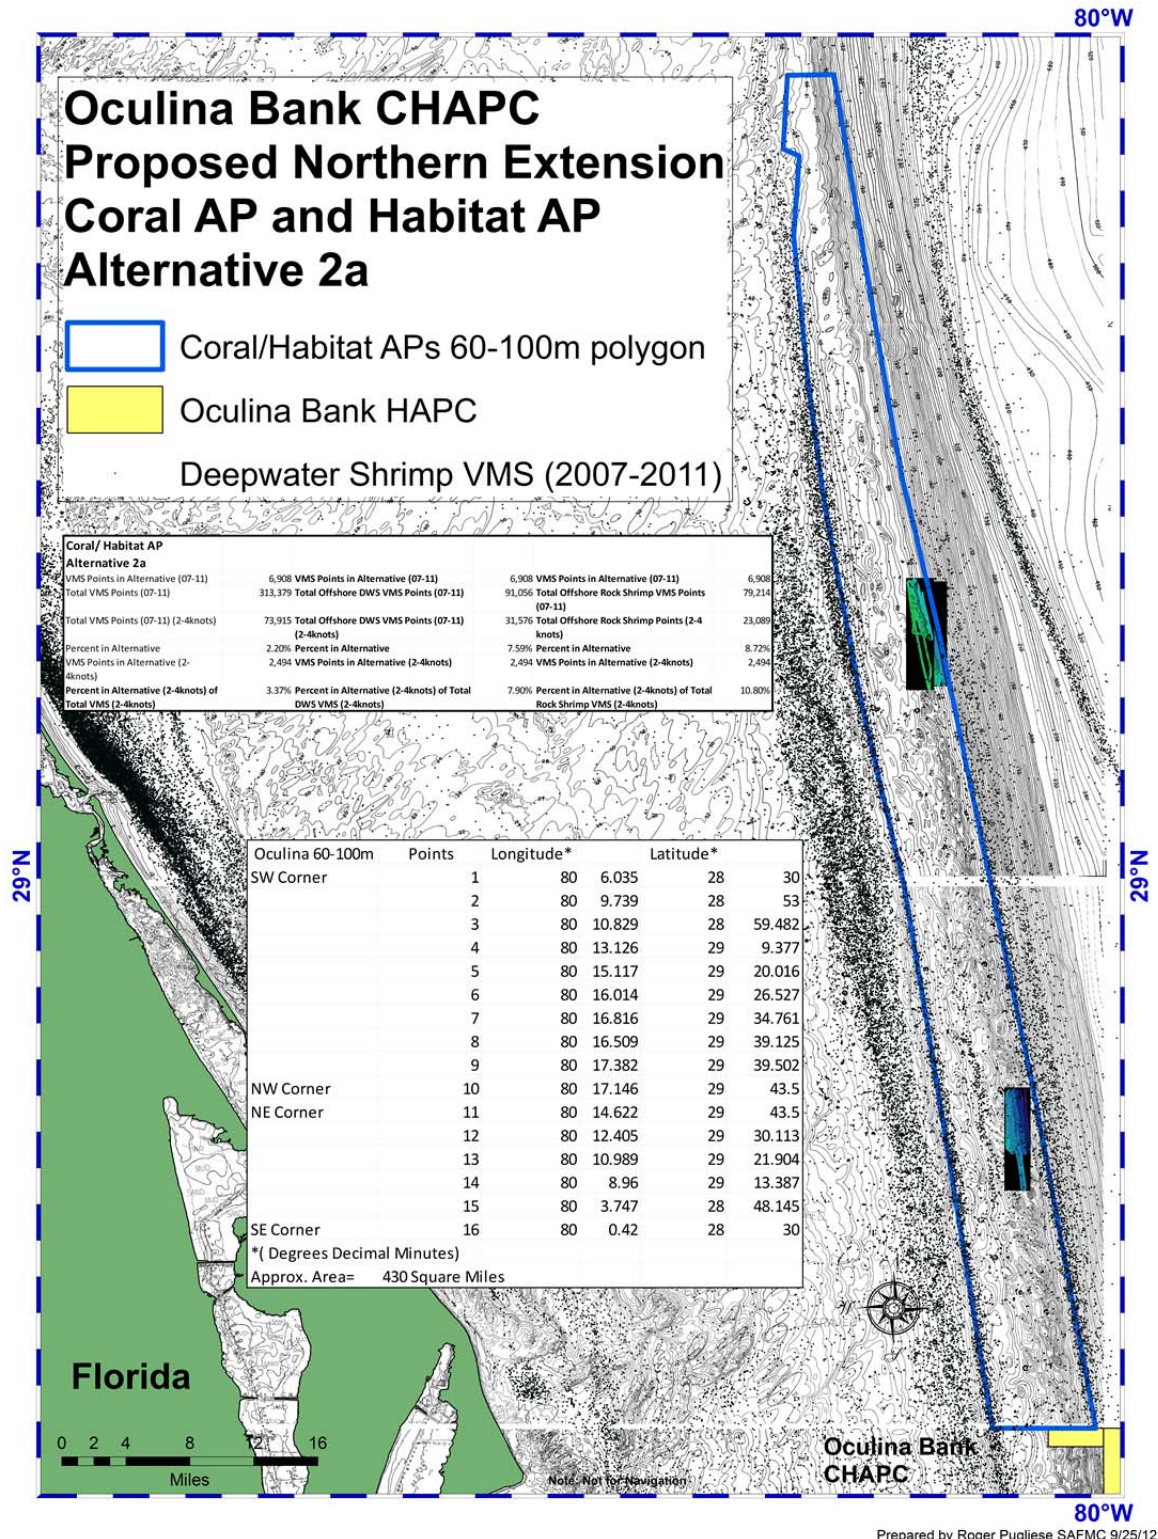 80°W
Oculina Bank CHAPC
Proposed Northern Extension
Coral AP and Habitat AP
Alternative 2a
Coral/Habitat APs 60-100m polygon
Oculina Bank HAPC
Deepwater Shrimp VMS (2007-2011)
Coral/ Habitat AP
Alternative 2a
VMS Points in Alternative (07-11) 6,908 VMS Points in Alternative (07-11) 6,908 VMS Points in Alternative (07-11) 6,908
Total VMS Points (07-11) 313,379 Total Offshore DWS VMS Points (07-11) 91,056 Total Offshore Rock Shrimp VMS Points 79,214
(07-11)
Total VMS Points (07-11) (2-4knots) 73,915 Total Offshore DWS VMS Points (07-11) 31,576 Total Offshore Rock Shrimp Points (2-4 23,089
(2-4knots) knots)
Percent in Alternative 2.20% Percent in Alternative 7.59% Percent in Alternative 8.72%
VMS Points in Alternative (2- 2,494 VMS Points in Alternative (2-4knots) 2,494 VMS Points in Alternative (2-4knots) 2,494
4knots)
Percent in Alternative (2-4knots) of 3.37% Percent in Alternative (2-4knots) of Total 7.90% Percent in Alternative (2-4knots) of Total 10.80%
Total VMS (2-4knots) DWS VMS (2-4knots) Rock Shrimp VMS (2-4knots)
29°N
29°N
Oculina 60-100m Points Longitude* Latitude*
SW Corner 1 80 6.035 28 30
2 80 9.739 28 53
3 80 10.829 28 59.482
4 80 13.126 29 9.377
5 80 15.117 29 20.016
6 80 16.014 29 26.527
7 80 16.816 29 34.761
8 80 16.509 29 39.125
9 80 17.382 29 39.502
NW Corner 10 80 17.146 29 43.5
NE Corner 11 80 14.622 29 43.5
12 80 12.405 29 30.113
13 80 10.989 29 21.904
14 80 8.96 29 13.387
15 80 3.747 28 48.145
SE Corner 16 80 0.42 28 30
*( Degrees Decimal Minutes)
Approx. Area= 430 Square Miles
Florida
0 2 4 8 12 16
Miles
Oculina Bank
CHAPC
Note: Not for Navigation
80°W
Prepared by Roger Pugliese SAFMC 9/25/12